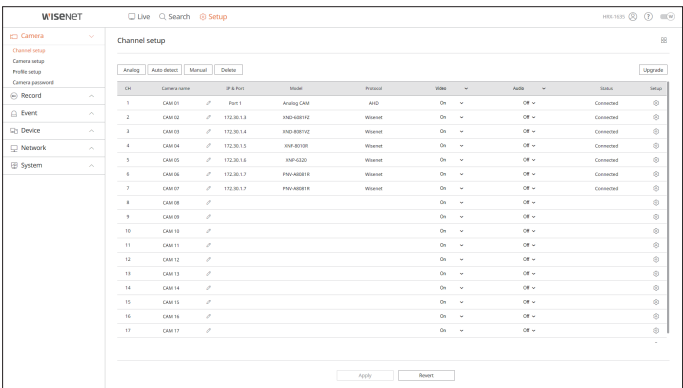 WISENET Live Search Setup HRX-1635
Camera
Channel setup
Camera setup
Profile setup
Camera password
Record
Event
Device
Network
System
Channel setup
Analog Auto detect Manual Delete Upgrade
CH Camera name IP & Port Model Protocol Video Audio Status Setup
1 CAM 01 Port 1 Analog CAM AHD On Off Connected
2 CAM 02 172.30.1.3 XND-6081FZ Wisenet On Off Connected
3 CAM 03 172.30.1.4 XND-8081VZ Wisenet On Off Connected
4 CAM 04 172.30.1.5 XNF-8010R Wisenet On Off Connected
5 CAM 05 172.30.1.6 XNP-6320 Wisenet On Off Connected
6 CAM 06 172.30.1.7 PNV-A8081R Wisenet On Off Connected
7 CAM 07 172.30.1.7 PNV-A8081R Wisenet On Off Connected
8 CAM 08 On Off
9 CAM 09 On Off
10 CAM 10 On Off
11 CAM 11 On Off
12 CAM 12 On Off
13 CAM 13 On Off
14 CAM 14 On Off
15 CAM 15 On Off
16 CAM 16 On Off
17 CAM 17 On Off
Apply Revert